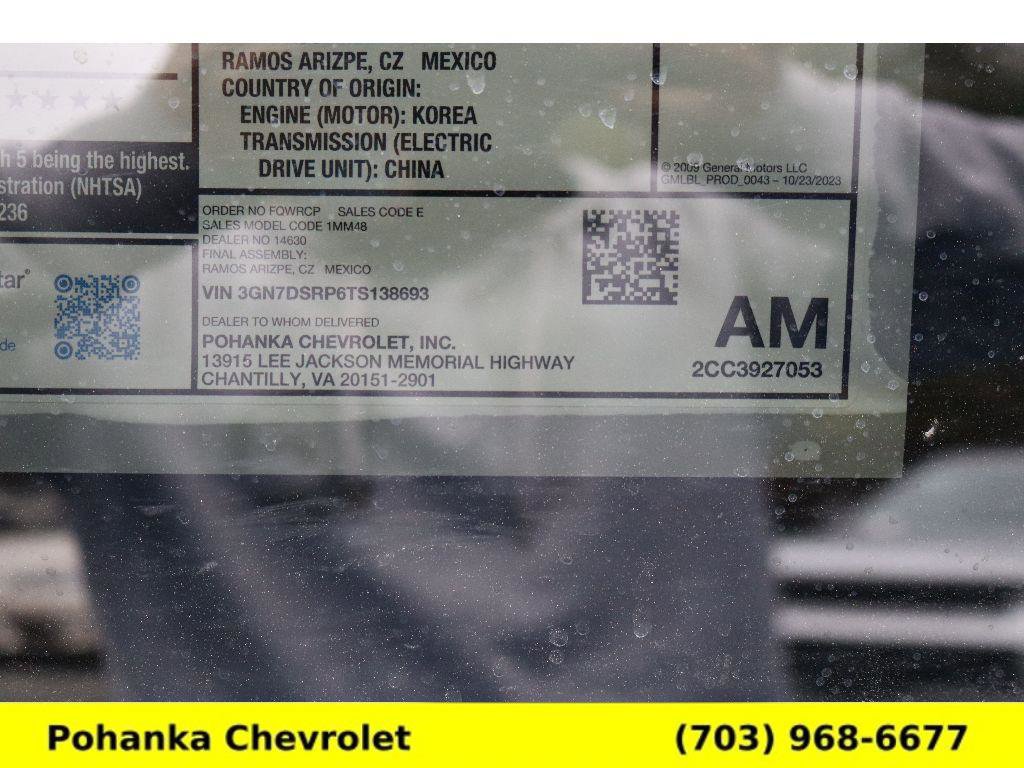 RAMOS ARIZPE, CZ MEXICO
COUNTRY OF ORIGIN:
ENGINE (MOTOR): KOREA
TRANSMISSION (ELECTRIC
DRIVE UNIT): CHINA
© 2009 General Motors LLC
GMLBL_PROD_0043 – 10/23/2023
h 5 being the highest.
stration (NHTSA)
236
tar®
de
ORDER NO FQWRCP SALES CODE E
SALES MODEL CODE 1MM48
DEALER NO 14630
FINAL ASSEMBLY:
RAMOS ARIZPE, CZ MEXICO
VIN 3GN7DSRP6TS138693
DEALER TO WHOM DELIVERED
POHANKA CHEVROLET, INC.
13915 LEE JACKSON MEMORIAL HIGHWAY
CHANTILLY, VA 20151-2901
AM
2CC3927053
Pohanka Chevrolet (703) 968-6677